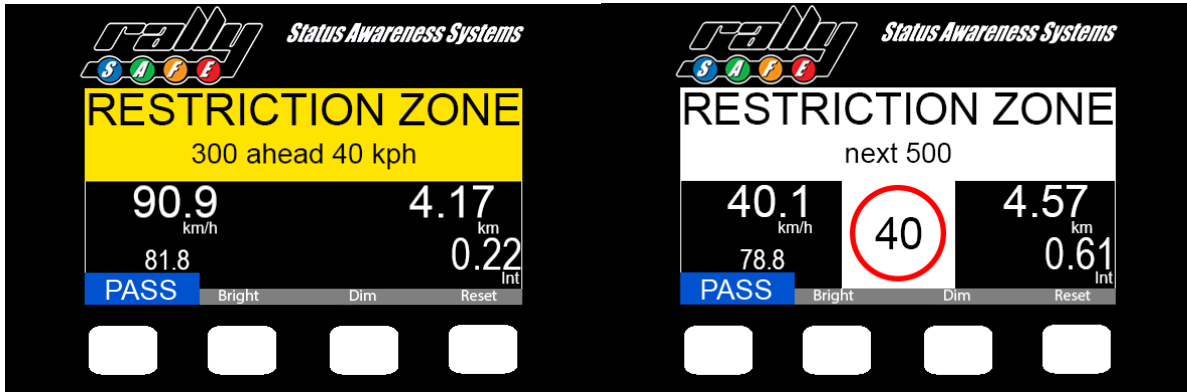 rally
SAFE
Status Awareness Systems
RESTRICTION ZONE
300 ahead 40 kph
90.9
km/h
4.17
km
81.8
0.22
Int
PASS
Bright
Dim
Reset
rally
SAFE
Status Awareness Systems
RESTRICTION ZONE
next 500
40.1
km/h
40
4.57
km
78.8
0.61
Int
PASS
Bright
Dim
Reset